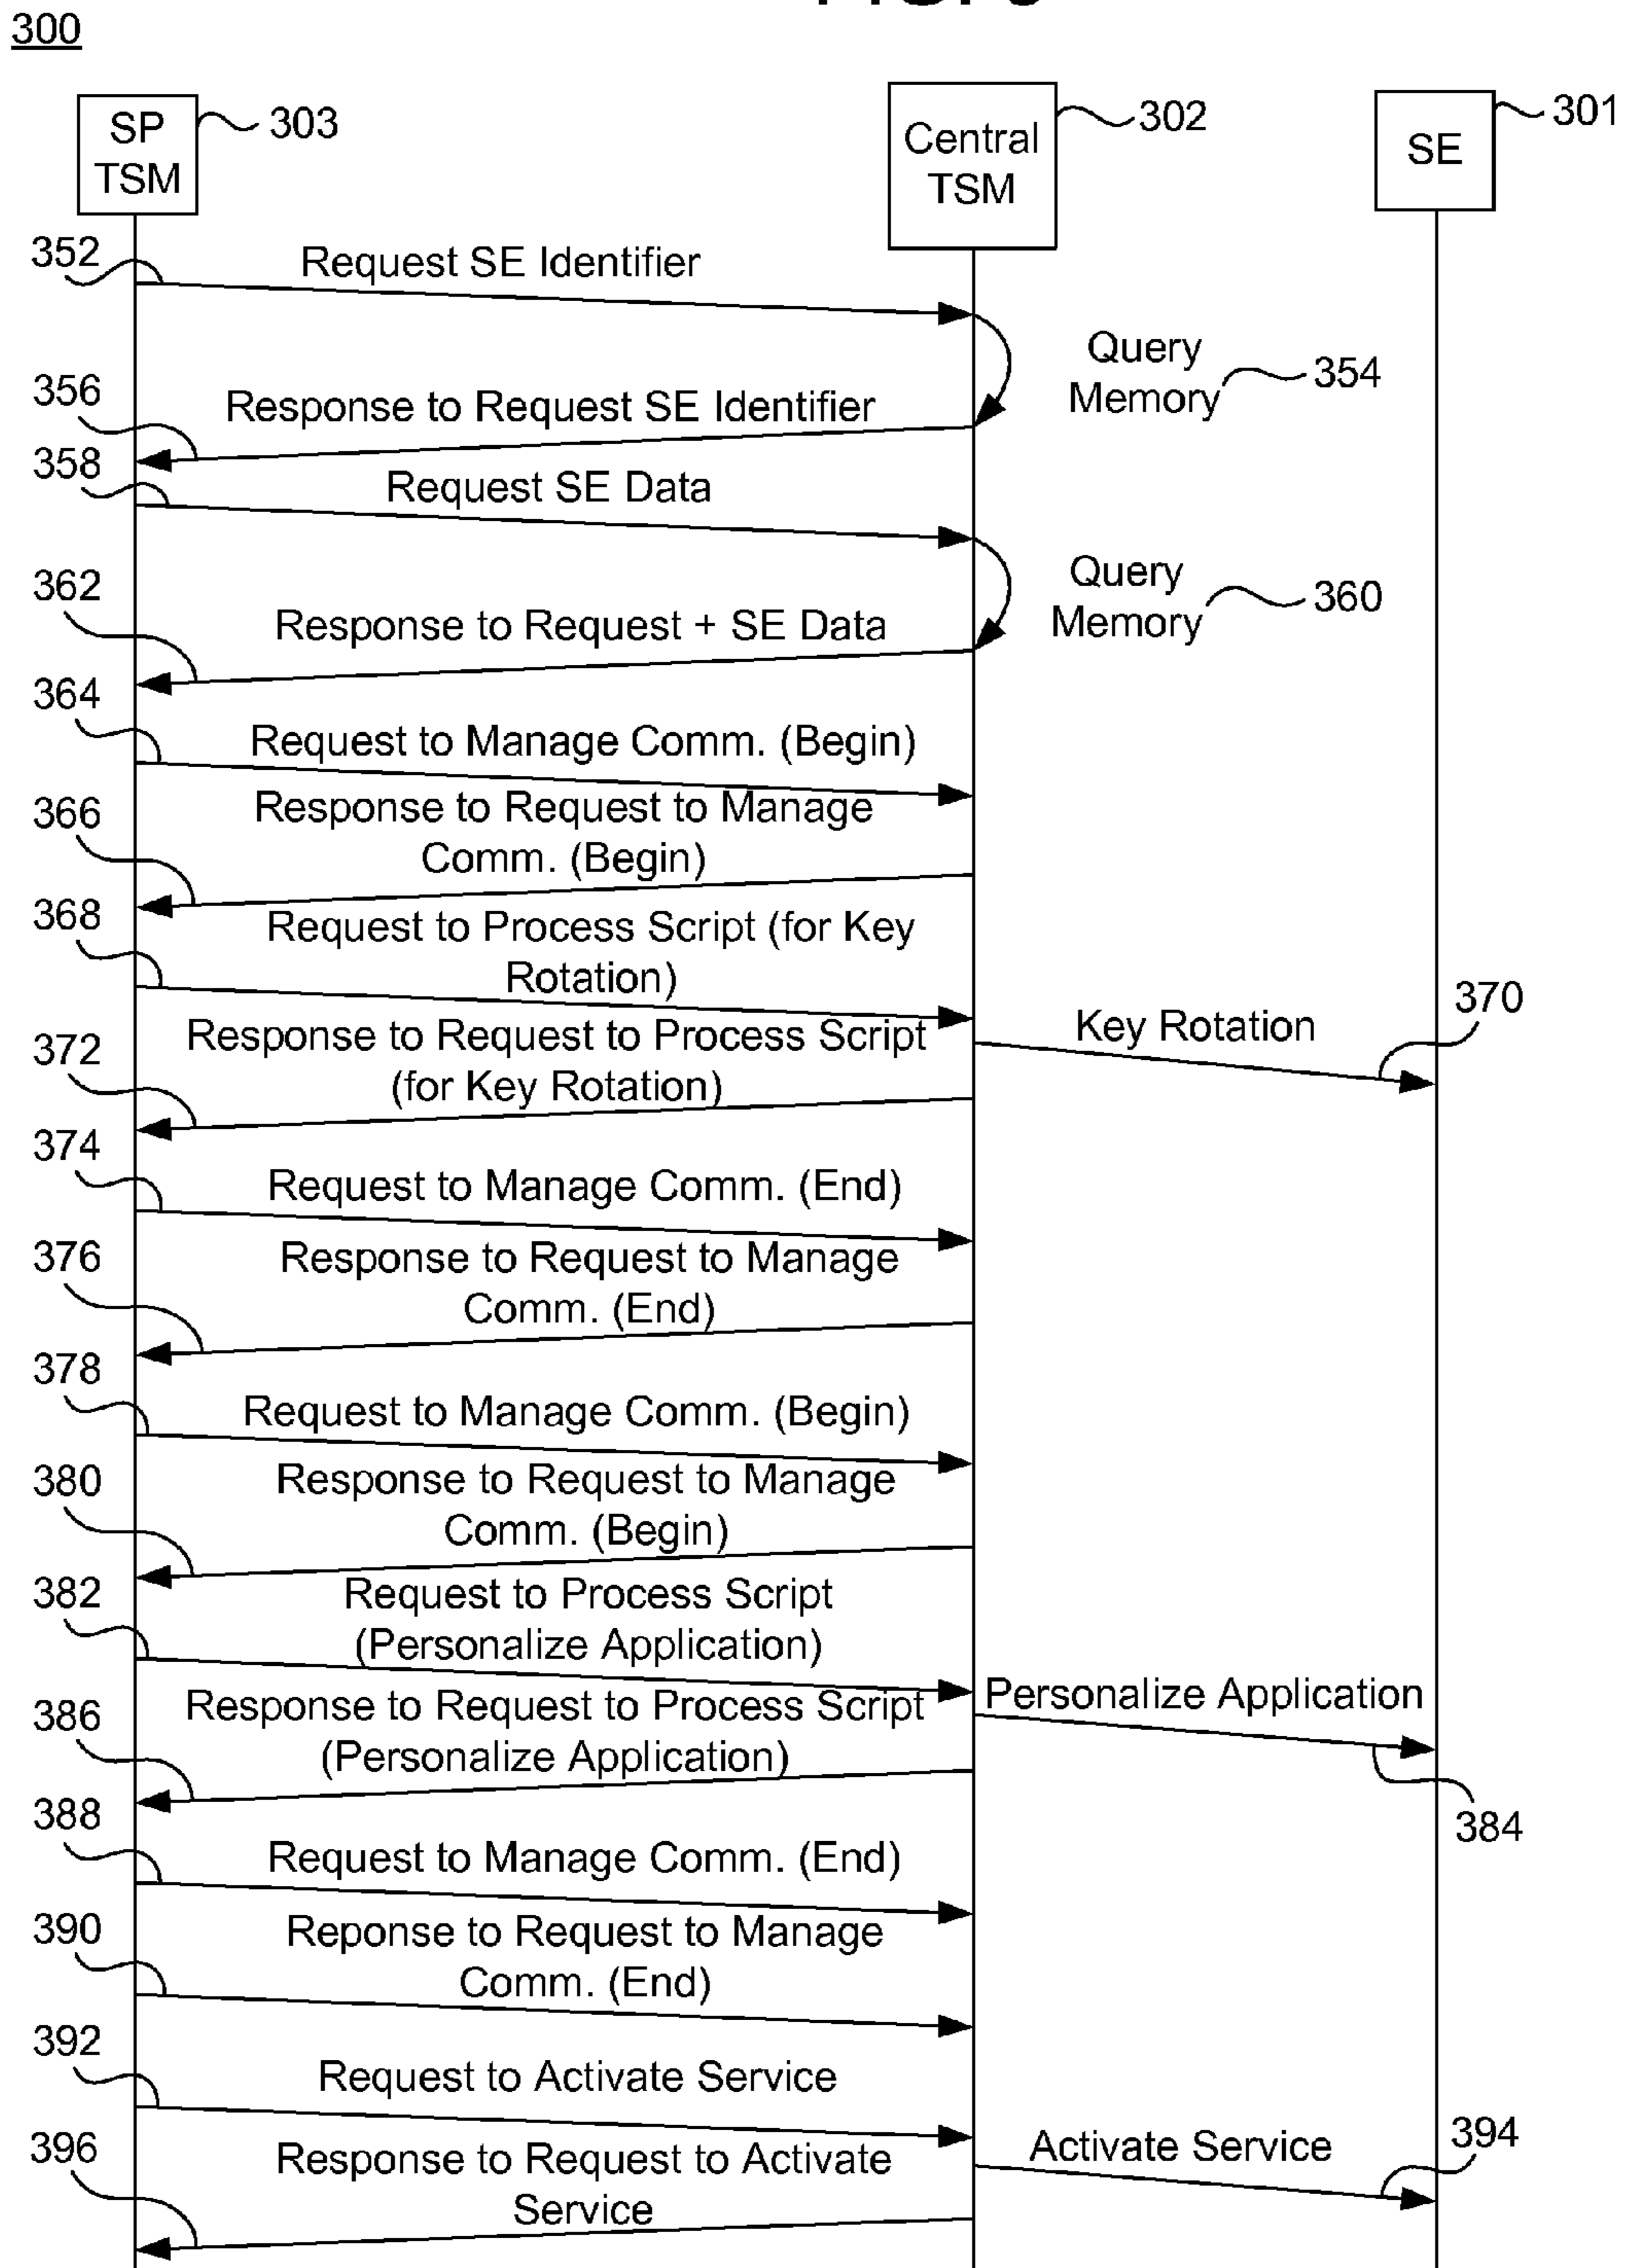 300
SP
TSM
303
Central
TSM
302
SE
301
352
Request SE Identifier
Query
Memory
354
356
Response to Request SE Identifier
358
Request SE Data
Query
Memory
360
362
Response to Request + SE Data
364
Request to Manage Comm. (Begin)
366
Response to Request to Manage
Comm. (Begin)
368
Request to Process Script (for Key
Rotation)
370
Key Rotation
372
Response to Request to Process Script
(for Key Rotation)
374
Request to Manage Comm. (End)
376
Response to Request to Manage
Comm. (End)
378
Request to Manage Comm. (Begin)
380
Response to Request to Manage
Comm. (Begin)
382
Request to Process Script
(Personalize Application)
Personalize Application
384
386
Response to Request to Process Script
(Personalize Application)
388
Request to Manage Comm. (End)
390
Reponse to Request to Manage
Comm. (End)
392
Request to Activate Service
Activate Service
394
396
Response to Request to Activate
Service